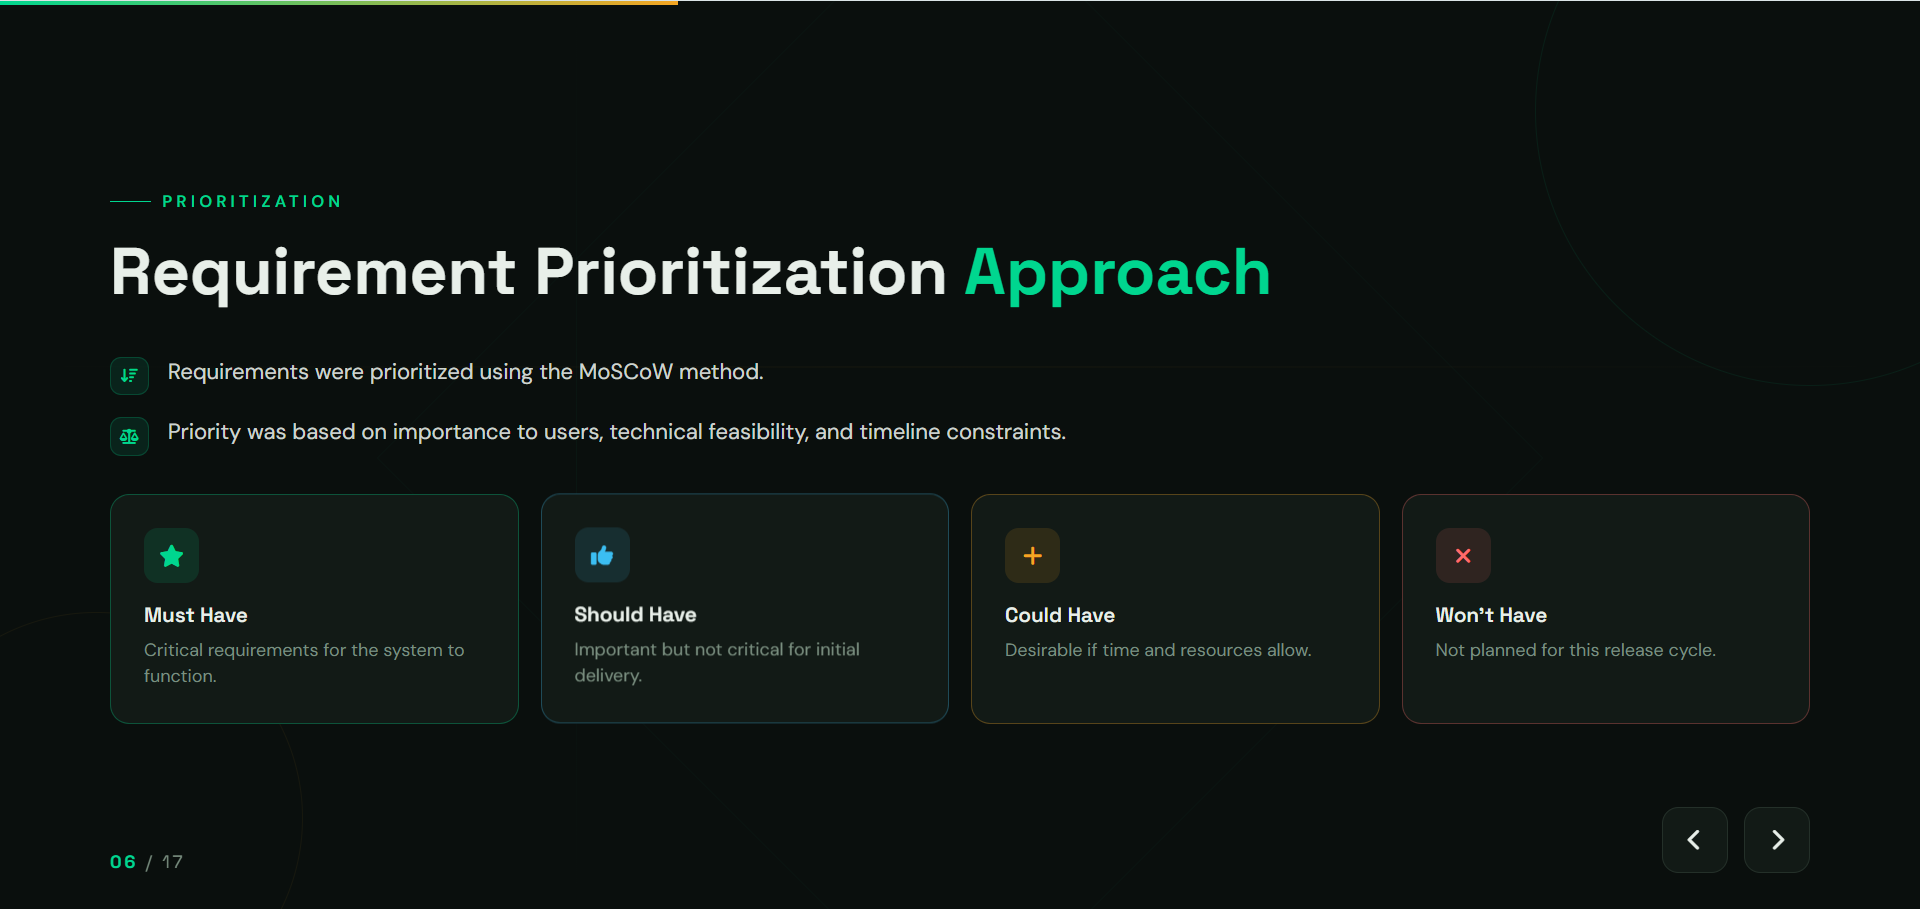 PRIORITIZATION
Requirement Prioritization Approach
Requirements were prioritized using the MoSCoW method.
Priority was based on importance to users, technical feasibility, and timeline constraints.
Must Have
Critical requirements for the system to
function.
Should Have
Important but not critical for initial
delivery.
Could Have
Desirable if time and resources allow.
Won't Have
Not planned for this release cycle.
06 / 17